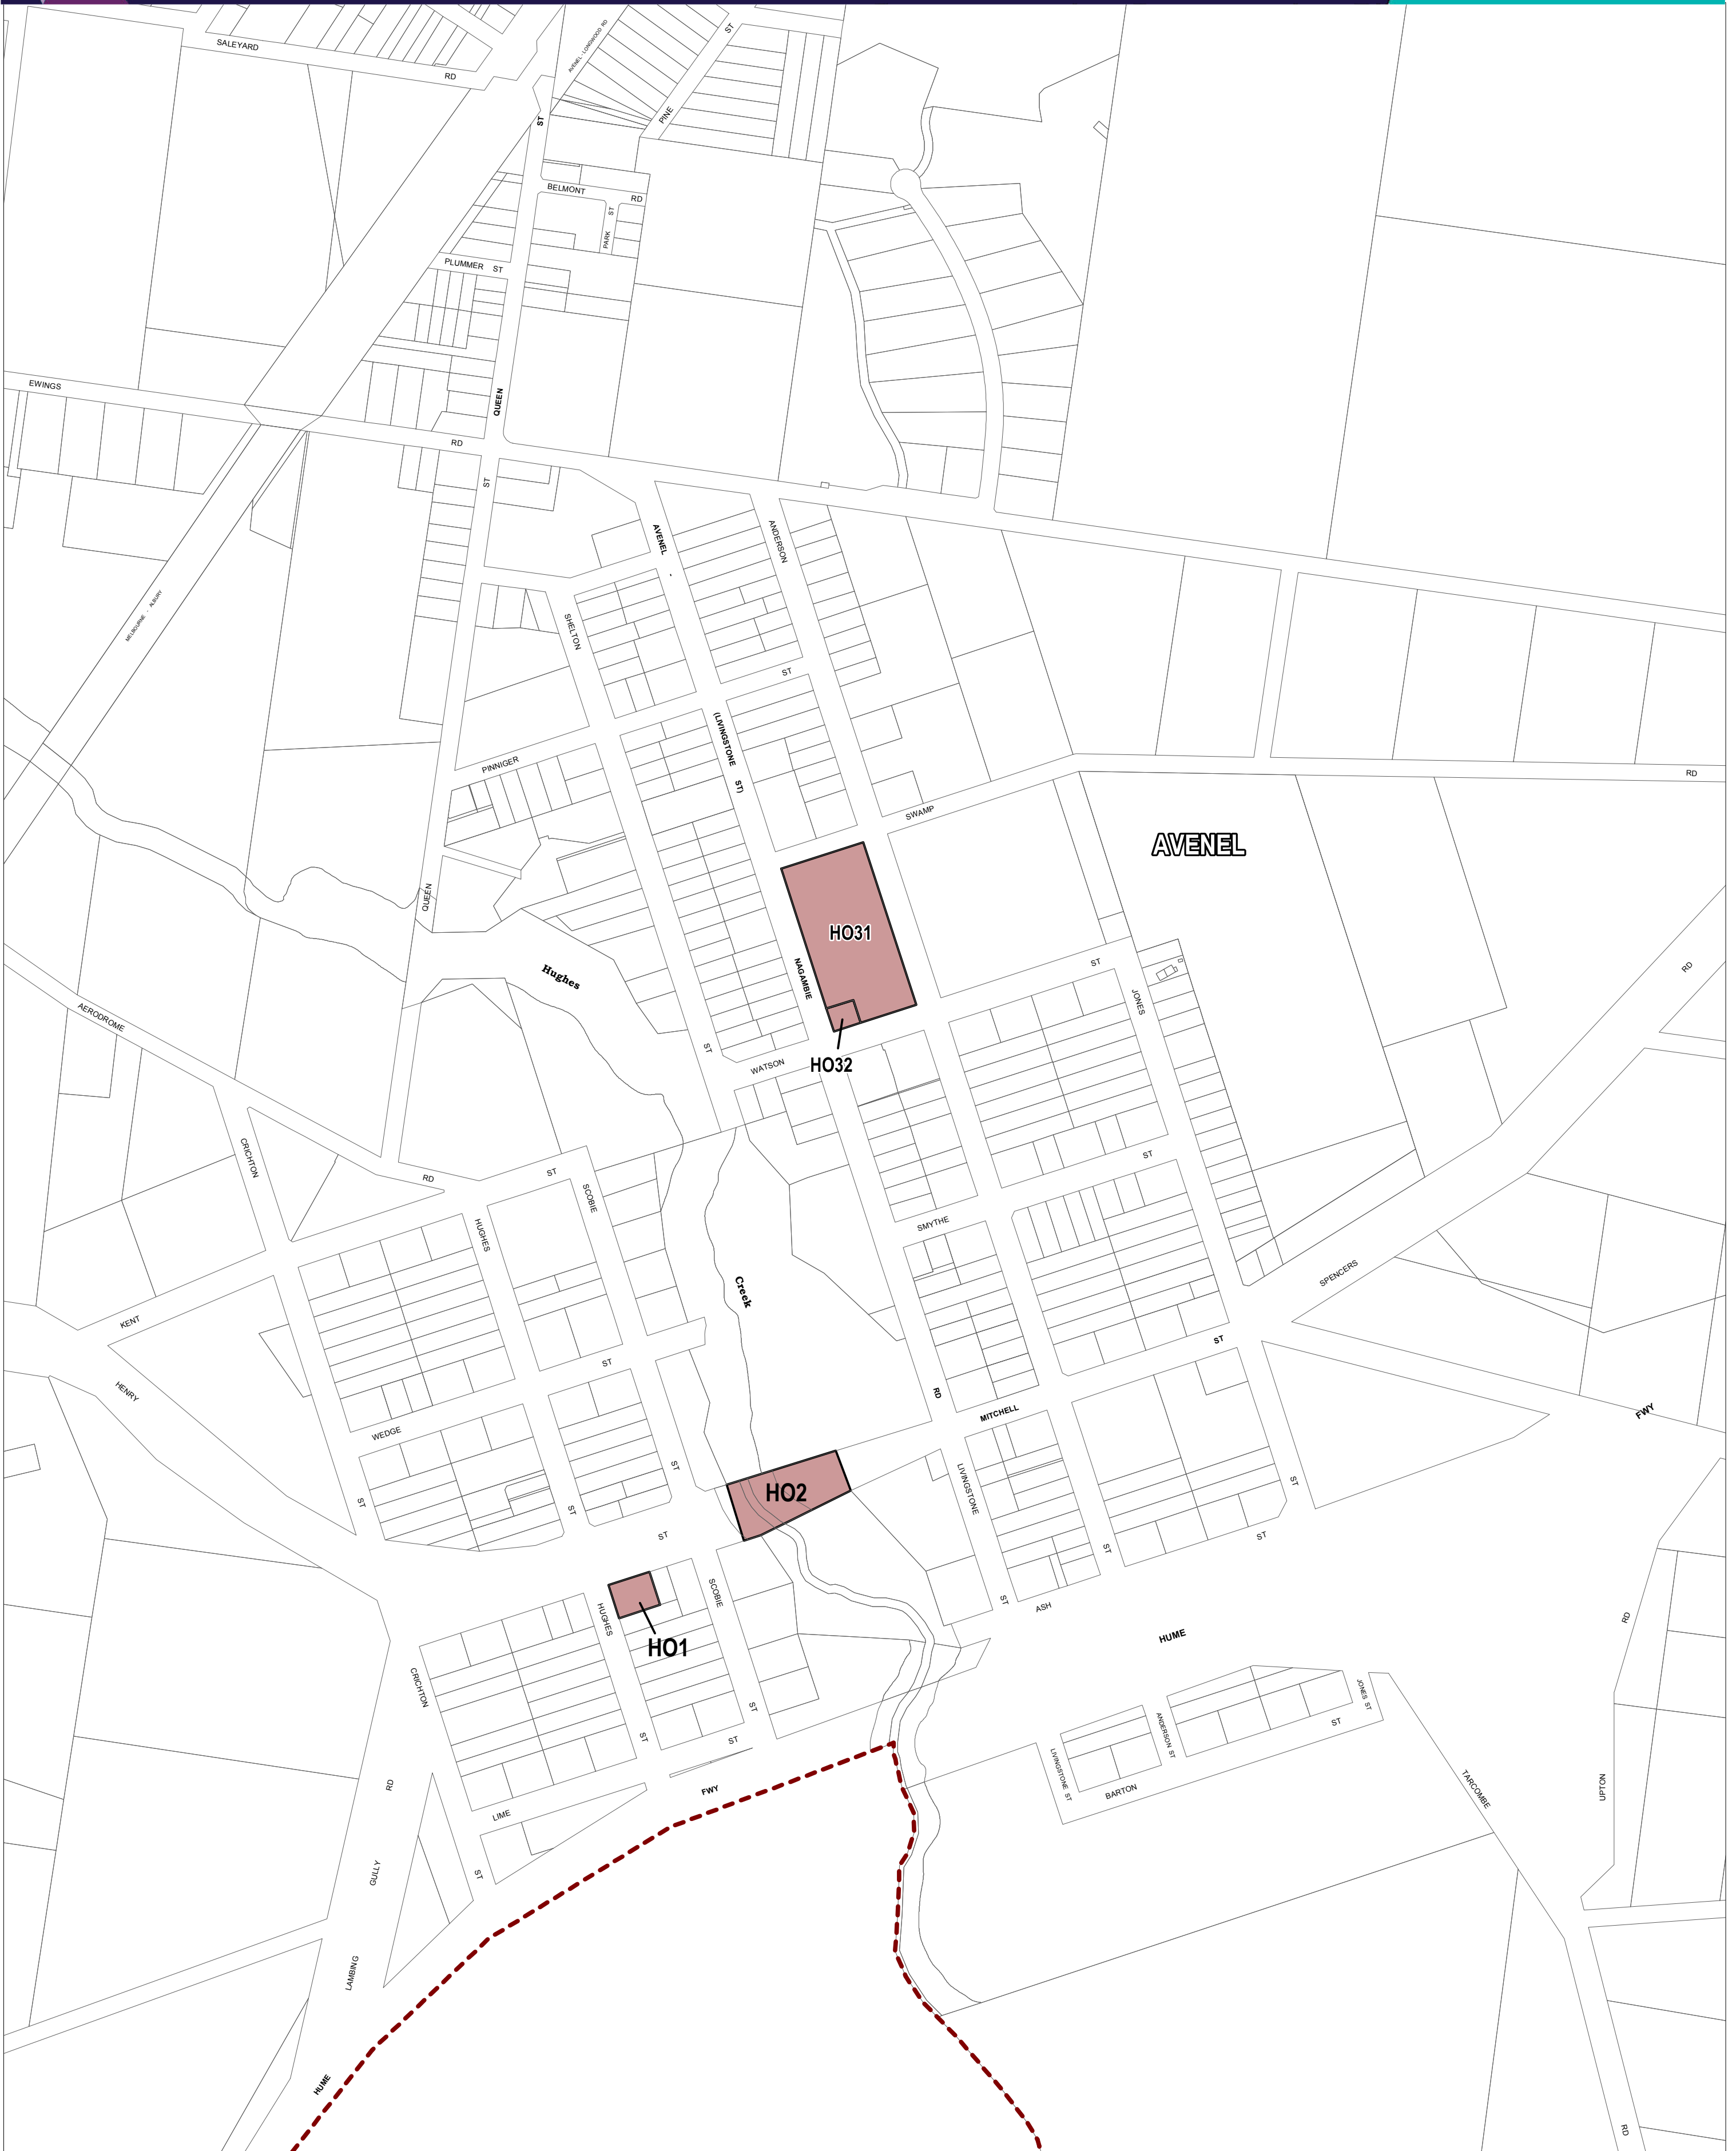 SALEYARD
RD
AVENEL - LONGWOOD RD
ST
PINE
ST
BELMONT
RD
PARK ST
PLUMMER ST
EWINGS
QUEEN
RD
ST
AVENEL
-
ANDERSON
MELBOURNE - ALBURY
SHELTON
ST
(LIVINGSTONE ST)
PINNIGER
RD
SWAMP
AVENEL
QUEEN
HO31
NAGAMBIE
ST
RD
Hughes
JONES
AERODROME
ST
WATSON
HO32
CRICHTON
ST
ST
RD
SCOBIE
HUGHES
SMYTHE
SPENCERS
Creek
KENT
ST
ST
HENRY
RD
MITCHELL
FWY
WEDGE
ST
LIVINGSTONE
ST
HO2
ST
ST
ST
ST
ST
ST
SCOBIE
ST
ASH
HUGHES
RD
HUME
HO1
CRICHTON
JONES ST
ST
ST
ST
ANDERSON ST
ST
LIVINGSTONE ST
RD
FWY
BARTON
TARCOMBE
UPTON
LIME
GULLY
ST
LAMBING
HUME
RD